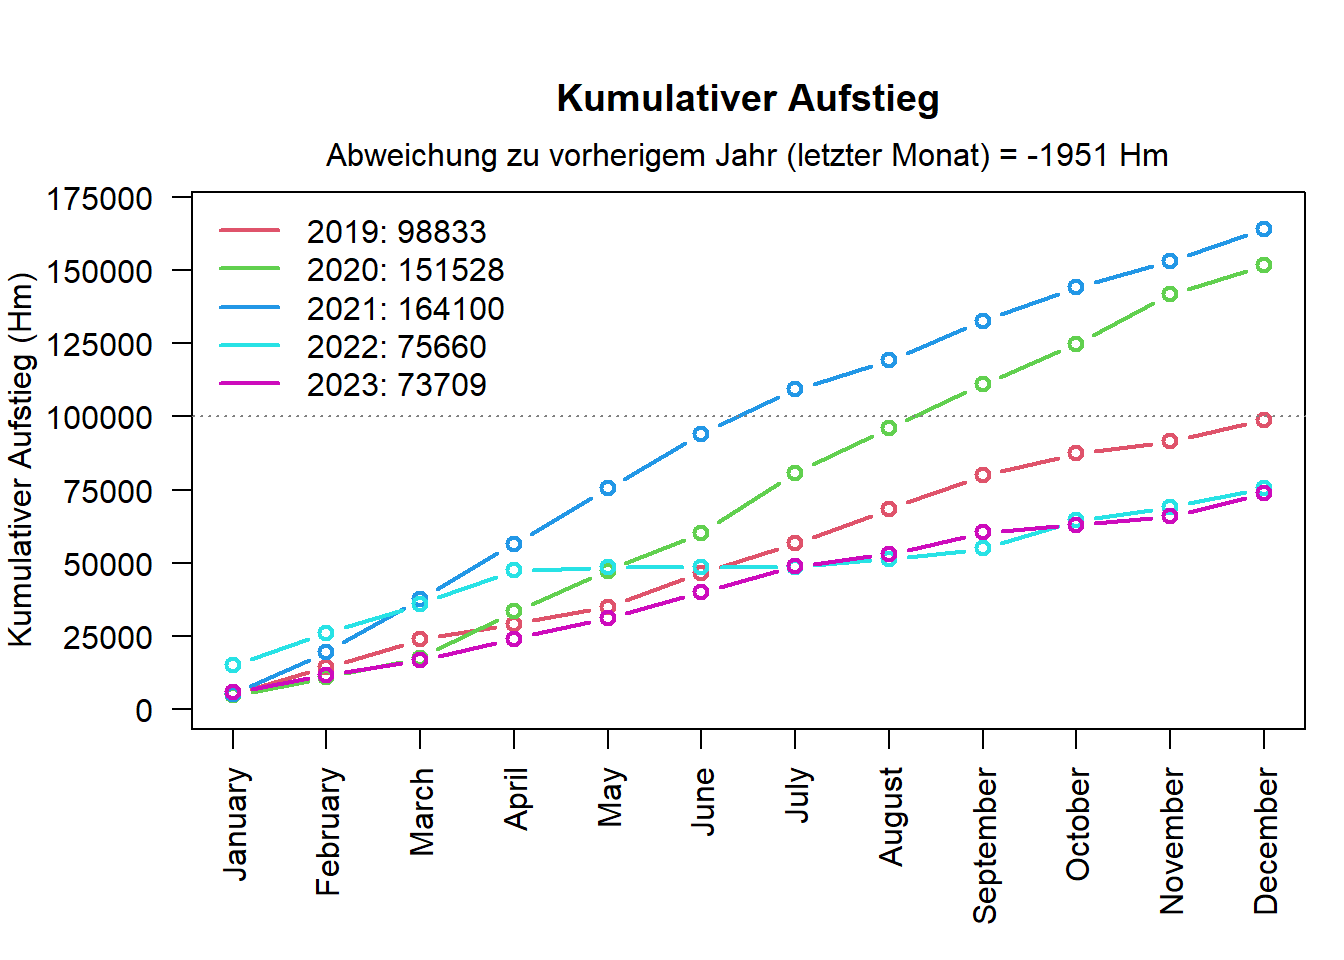 Kumulativer Aufstieg
Abweichung zu vorherigem Jahr (letzter Monat) = -1951 Hm
Kumulativer Aufstieg (Hm)
175000
150000
125000
100000
75000
50000
25000
0
2019: 98833
2020: 151528
2021: 164100
2022: 75660
2023: 73709
January
February
March
April
May
June
July
August
September
October
November
December